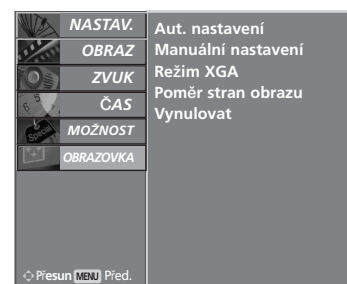 NASTAV.
OBRAZ
ZVUK
ČAS
MOŽNOST
OBRAZOVKA
Aut. nastavení
Manuální nastavení
Režim XGA
Poměr stran obrazu
Vynulovat
Přesun MENU Před.